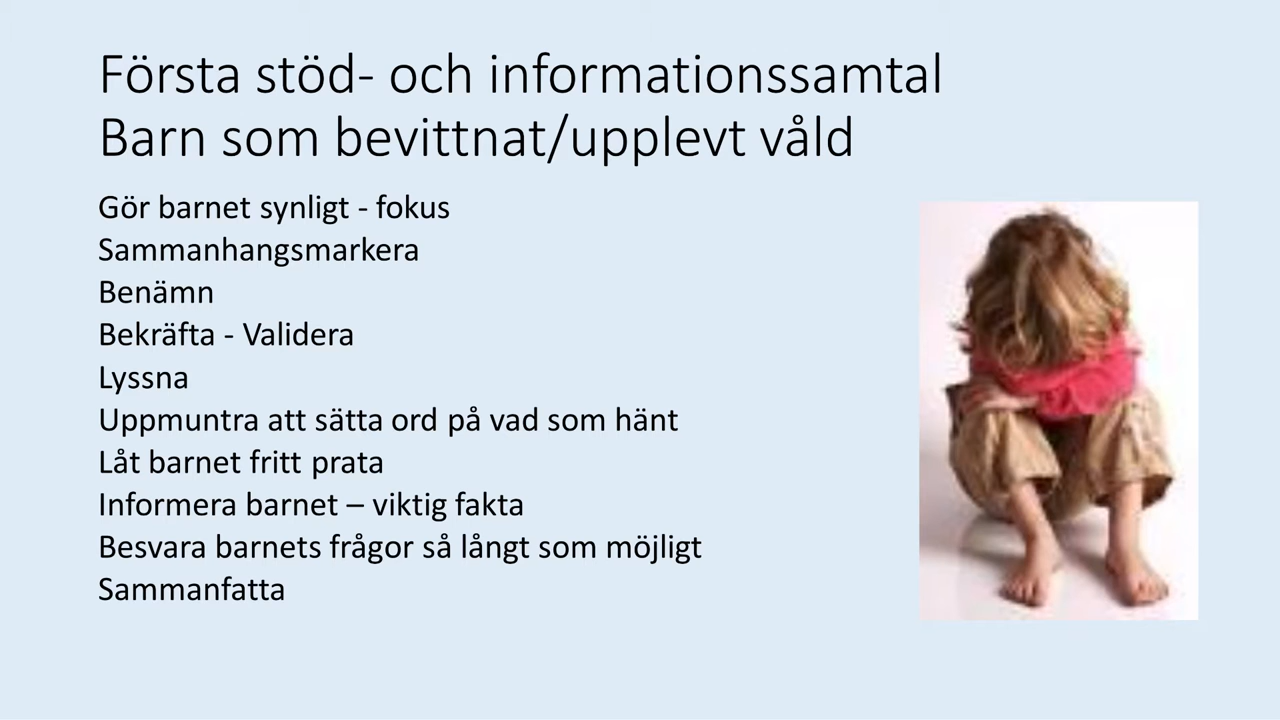 Första stöd- och informationssamtal
Barn som bevittnat/upplevt våld
Gör barnet synligt - fokus
Sammanhangsmarkera
Benämn
Bekräfta - Validera
Lyssna
Uppmuntra att sätta ord på vad som hänt
Låt barnet fritt prata
Informera barnet – viktig fakta
Besvara barnets frågor så långt som möjligt
Sammanfatta